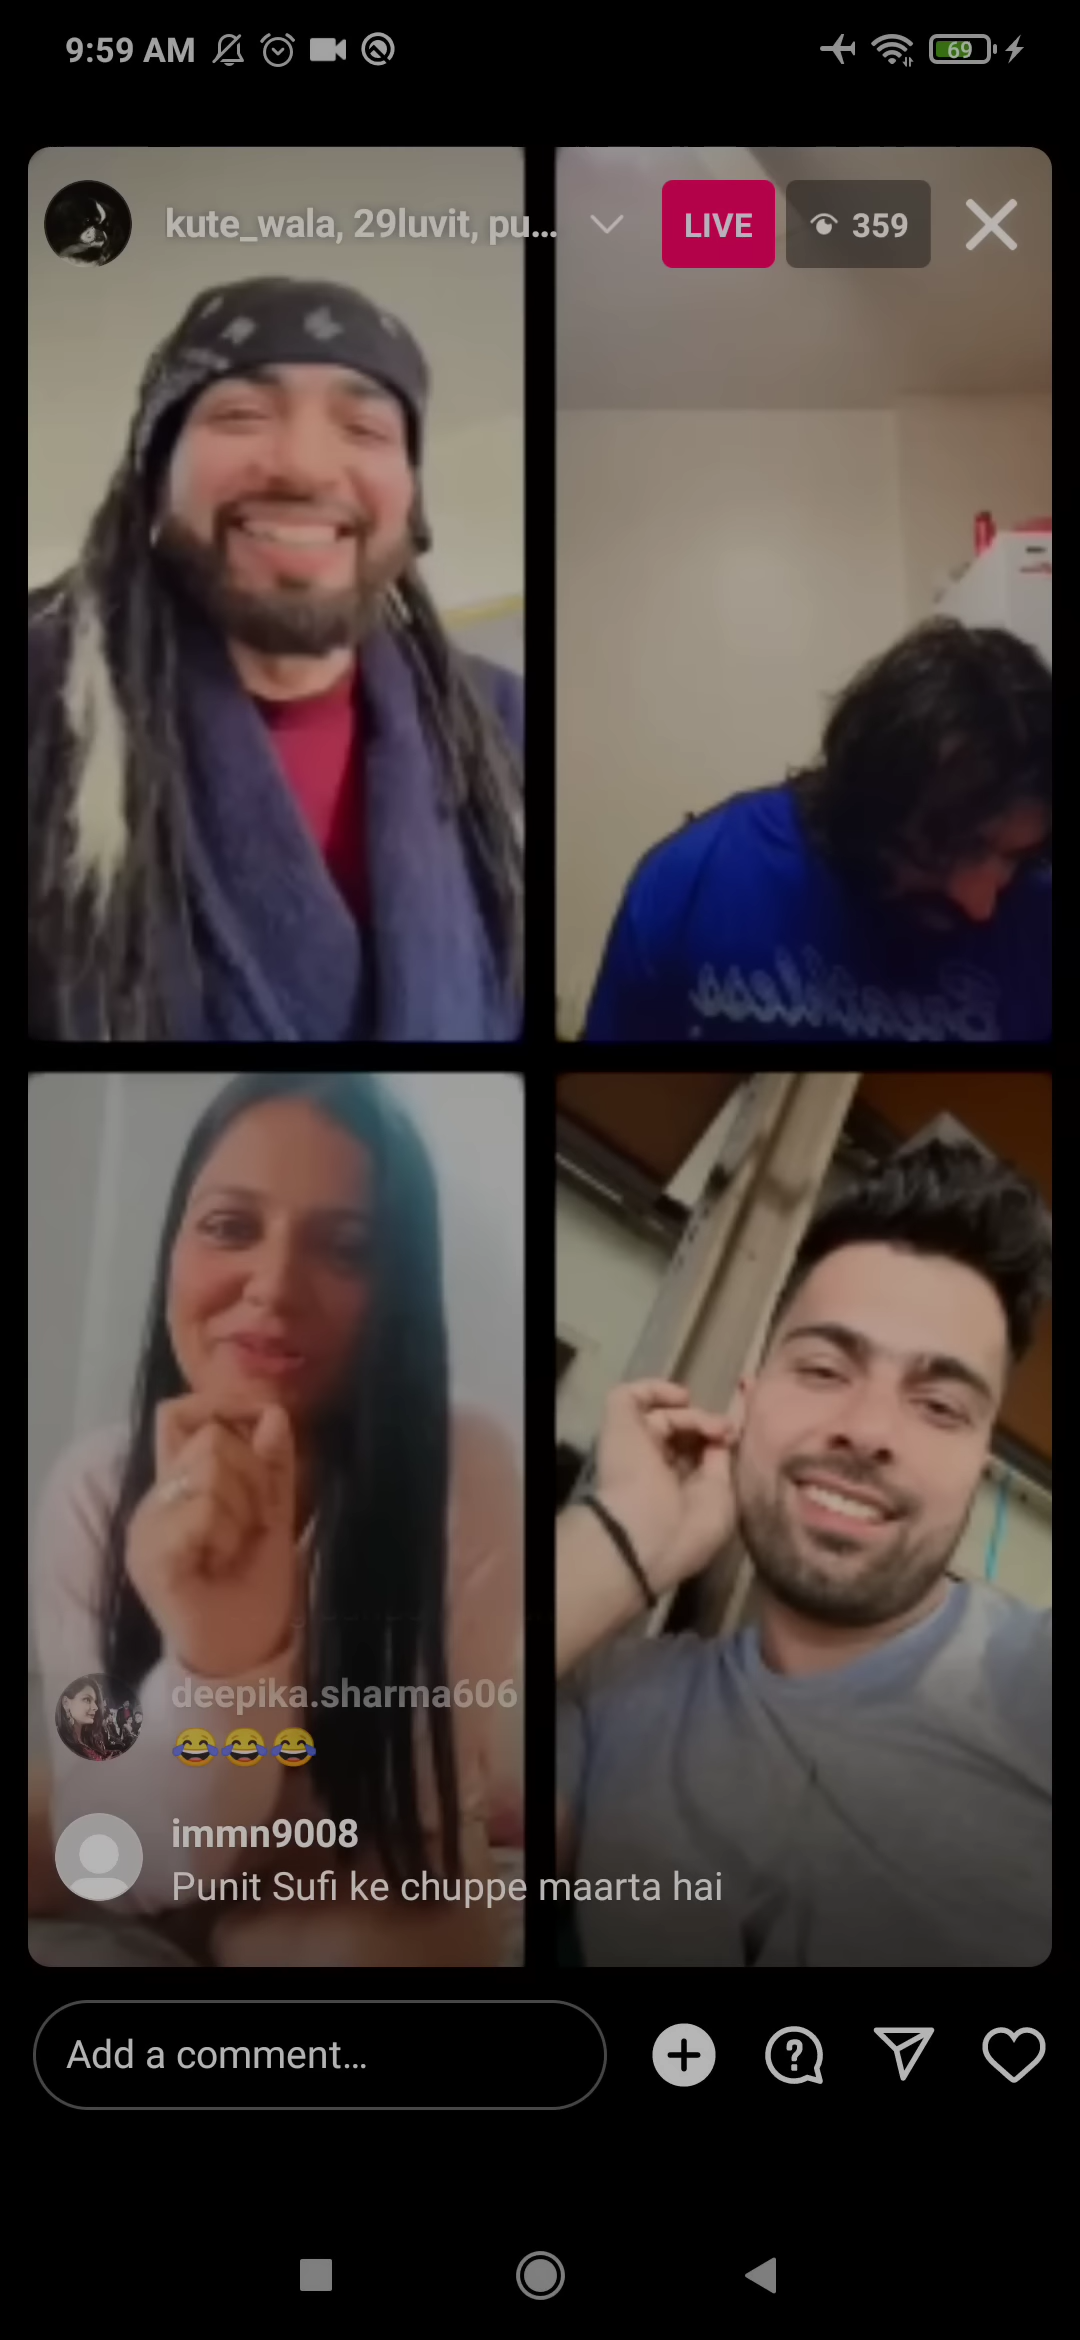 9:59 AM
69
kute_wala, 29luvit, pu...
LIVE
359
Breathless
deepika.sharma606
😂😂😂
immn9008
Punit Sufi ke chuppe maarta hai
Add a comment...